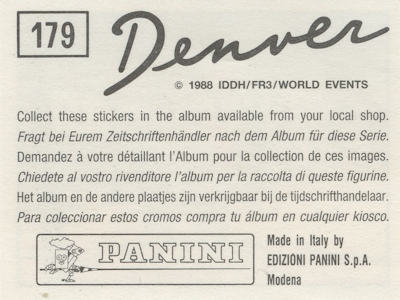 179
Denver
© 1988 IDDH/FR3/WORLD EVENTS
Collect these stickers in the album available from your local shop.
Fragt bei Eurem Zeitschriftenhändler nach dem Album für diese Serie.
Demandez à votre détaillant l'Album pour la collection de ces images.
Chiedete al vostro rivenditore l'album per la raccolta di queste figurine.
Het album en de andere plaatjes zijn verkrijgbaar bij de tijdschrifthandelaar.
Para coleccionar estos cromos compra tu álbum en cualquier kiosco.
PANINI
Made in Italy by
EDIZIONI PANINI S.p.A.
Modena